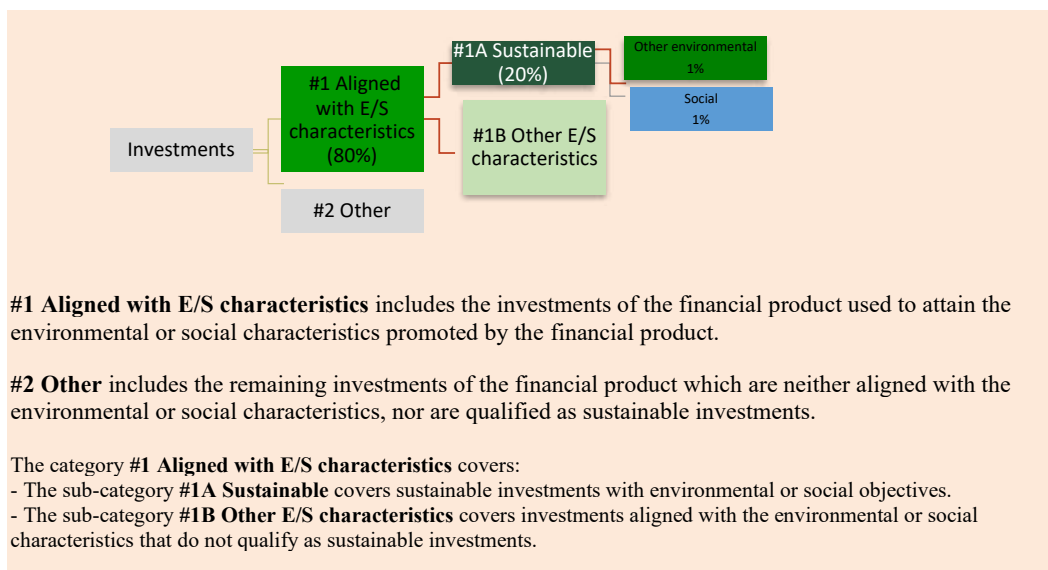 Investments
#1 Aligned
with E/S
characteristics
(80%)
#2 Other
#1A Sustainable
(20%)
#1B Other E/S
characteristics
Other environmental
1%
Social
1%
#1 Aligned with E/S characteristics includes the investments of the financial product used to attain the
environmental or social characteristics promoted by the financial product.
#2 Other includes the remaining investments of the financial product which are neither aligned with the
environmental or social characteristics, nor are qualified as sustainable investments.
The category #1 Aligned with E/S characteristics covers:
- The sub-category #1A Sustainable covers sustainable investments with environmental or social objectives.
- The sub-category #1B Other E/S characteristics covers investments aligned with the environmental or social
characteristics that do not qualify as sustainable investments.